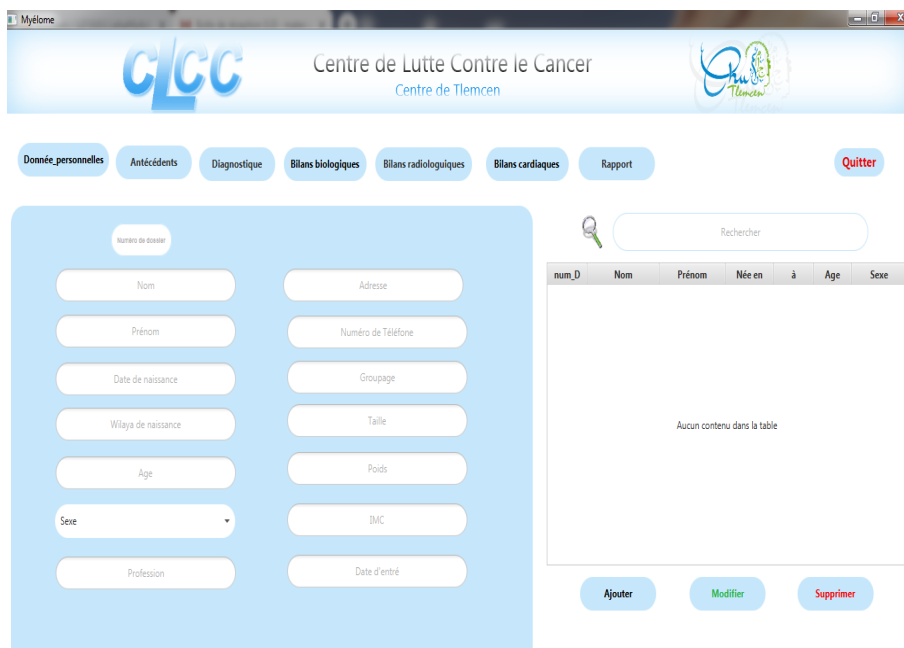 Myélome
CLCC
Centre de Lutte Contre le Cancer
Centre de Tlemcen
Chu
Tlemcen
Donnée_personnelles
Antécédents
Diagnostique
Bilans biologiques
Bilans radiologuiques
Bilans cardiaques
Rapport
Quitter
Numéro de dossier
Nom
Adresse
Prénom
Numéro de Téléfone
Date de naissance
Groupage
Wilaya de naissance
Taille
Age
Poids
Sexe
IMC
Profession
Date d'entré
Rechercher
num_D Nom Prénom Née en à Age Sexe
Aucun contenu dans la table
Ajouter
Modifier
Supprimer